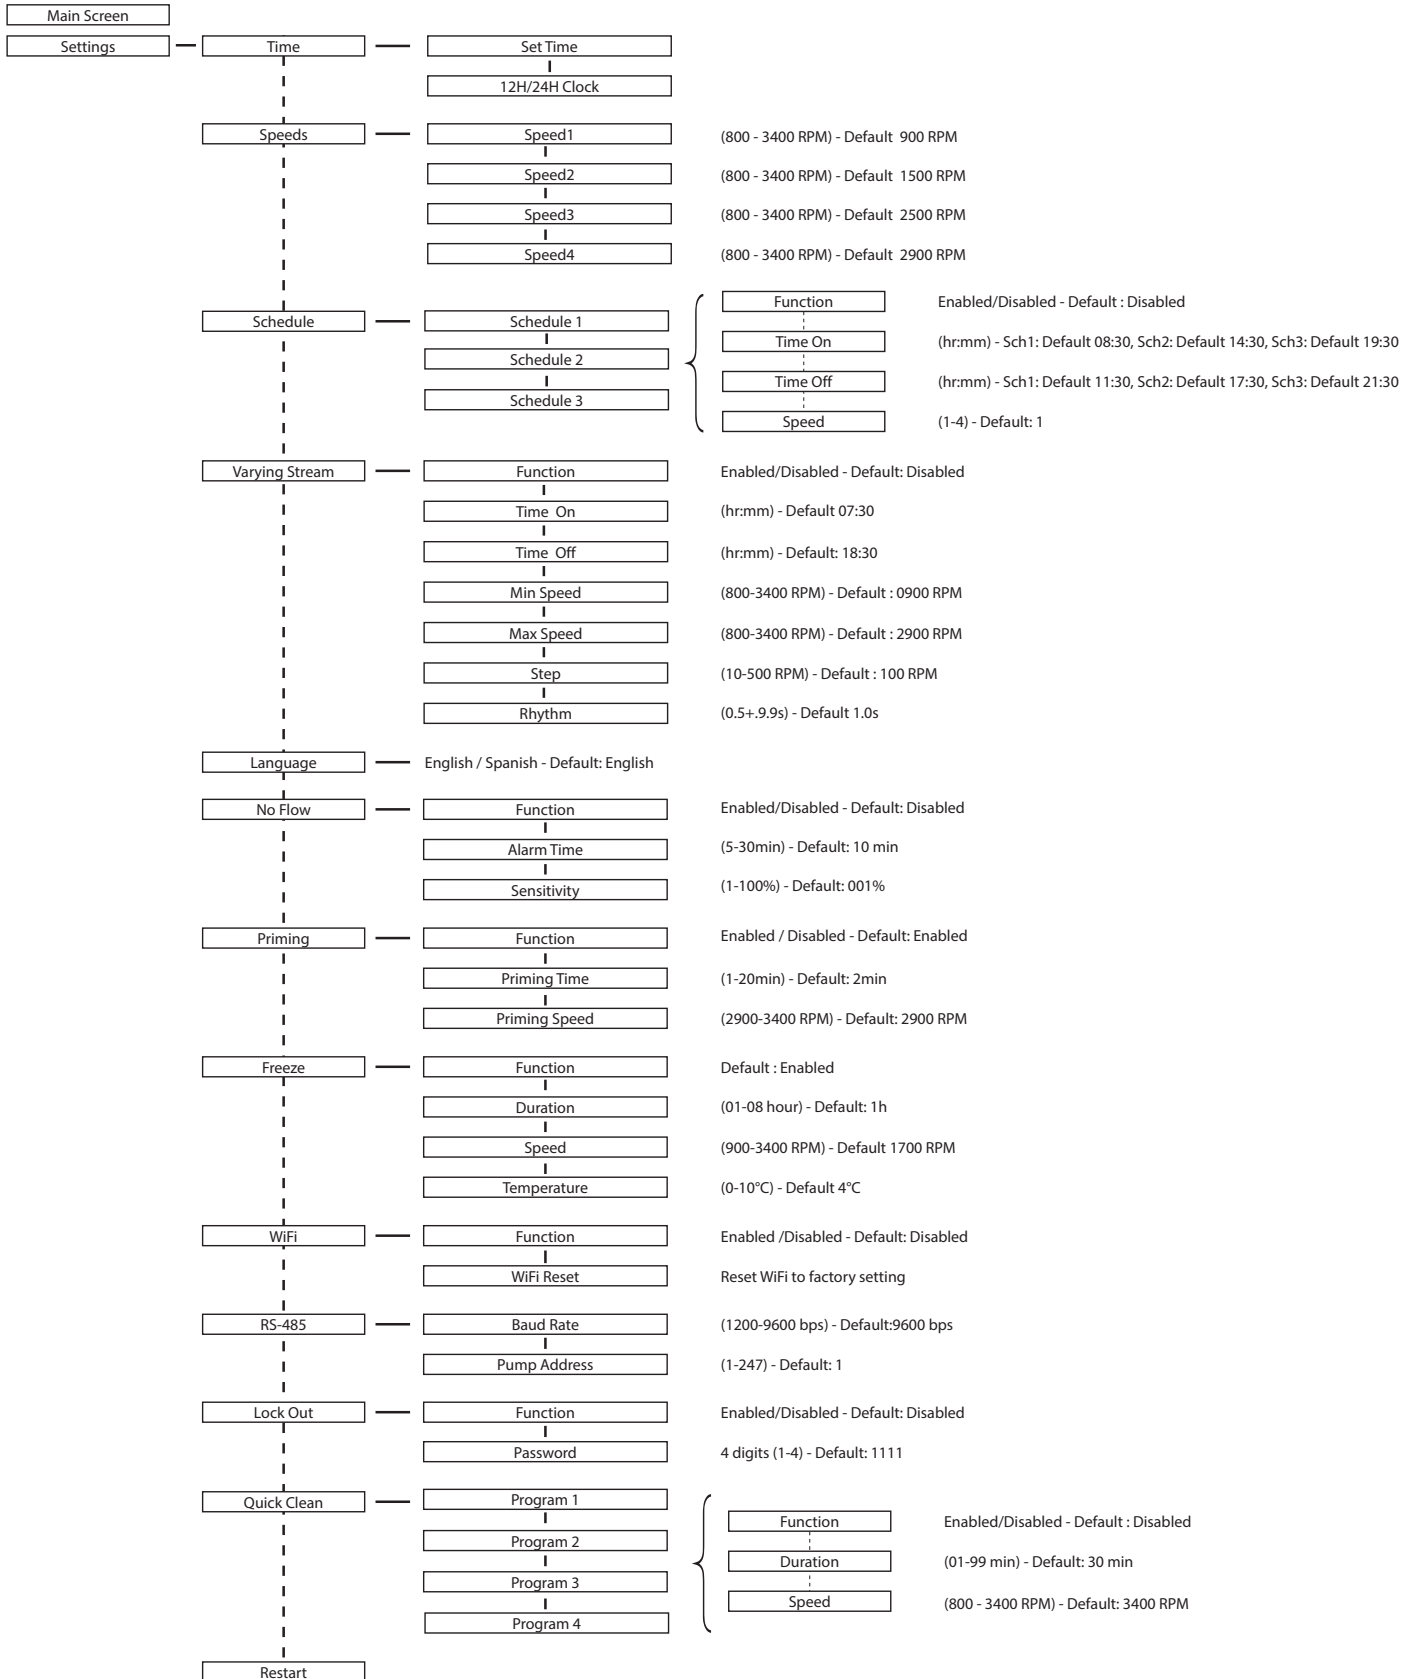 Main Screen
Settings
Time
Set Time
12H/24H Clock
Speeds
Speed1
(800 - 3400 RPM) - Default 900 RPM
Speed2
(800 - 3400 RPM) - Default 1500 RPM
Speed3
(800 - 3400 RPM) - Default 2500 RPM
Speed4
(800 - 3400 RPM) - Default 2900 RPM
Schedule
Schedule 1
Schedule 2
Schedule 3
Function
Enabled/Disabled - Default : Disabled
Time On
(hr:mm) - Sch1: Default 08:30, Sch2: Default 14:30, Sch3: Default 19:30
Time Off
(hr:mm) - Sch1: Default 11:30, Sch2: Default 17:30, Sch3: Default 21:30
Speed
(1-4) - Default: 1
Varying Stream
Function
Enabled/Disabled - Default: Disabled
Time On
(hr:mm) - Default 07:30
Time Off
(hr:mm) - Default: 18:30
Min Speed
(800-3400 RPM) - Default : 0900 RPM
Max Speed
(800-3400 RPM) - Default : 2900 RPM
Step
(10-500 RPM) - Default : 100 RPM
Rhythm
(0.5+.9.9s) - Default 1.0s
Language
English / Spanish - Default: English
No Flow
Function
Enabled/Disabled - Default: Disabled
Alarm Time
(5-30min) - Default: 10 min
Sensitivity
(1-100%) - Default: 001%
Priming
Function
Enabled / Disabled - Default: Enabled
Priming Time
(1-20min) - Default: 2min
Priming Speed
(2900-3400 RPM) - Default: 2900 RPM
Freeze
Function
Default : Enabled
Duration
(01-08 hour) - Default: 1h
Speed
(900-3400 RPM) - Default 1700 RPM
Temperature
(0-10°C) - Default 4°C
WiFi
Function
Enabled /Disabled - Default: Disabled
WiFi Reset
Reset WiFi to factory setting
RS-485
Baud Rate
(1200-9600 bps) - Default:9600 bps
Pump Address
(1-247) - Default: 1
Lock Out
Function
Enabled/Disabled - Default: Disabled
Password
4 digits (1-4) - Default: 1111
Quick Clean
Program 1
Program 2
Program 3
Program 4
Function
Enabled/Disabled - Default : Disabled
Duration
(01-99 min) - Default: 30 min
Speed
(800 - 3400 RPM) - Default: 3400 RPM
Restart